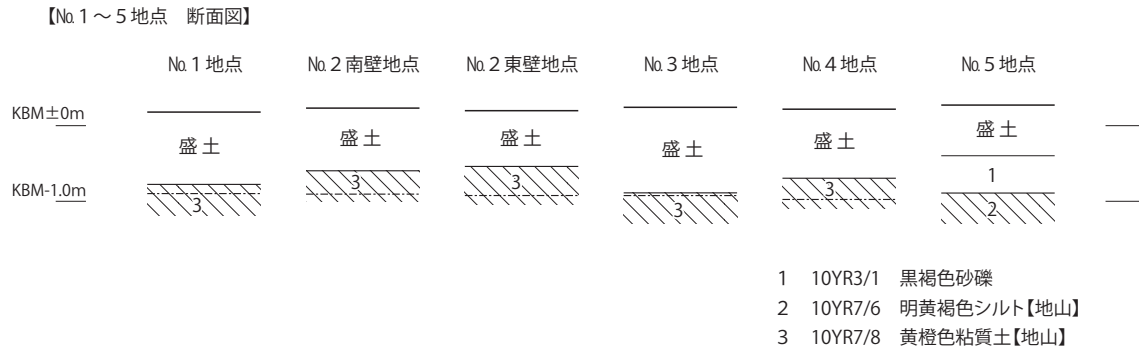 【№1～5地点　断面図】
№1地点　№2南壁地点　№2東壁地点　№3地点　№4地点　№5地点
KBM±0m
盛土　盛土　盛土　盛土　盛土　盛土
KBM-1.0m
3　3　3　3　3　1　2
1　10YR3/1　黒褐色砂礫
2　10YR7/6　明黄褐色シルト【地山】
3　10YR7/8　黄橙色粘質土【地山】